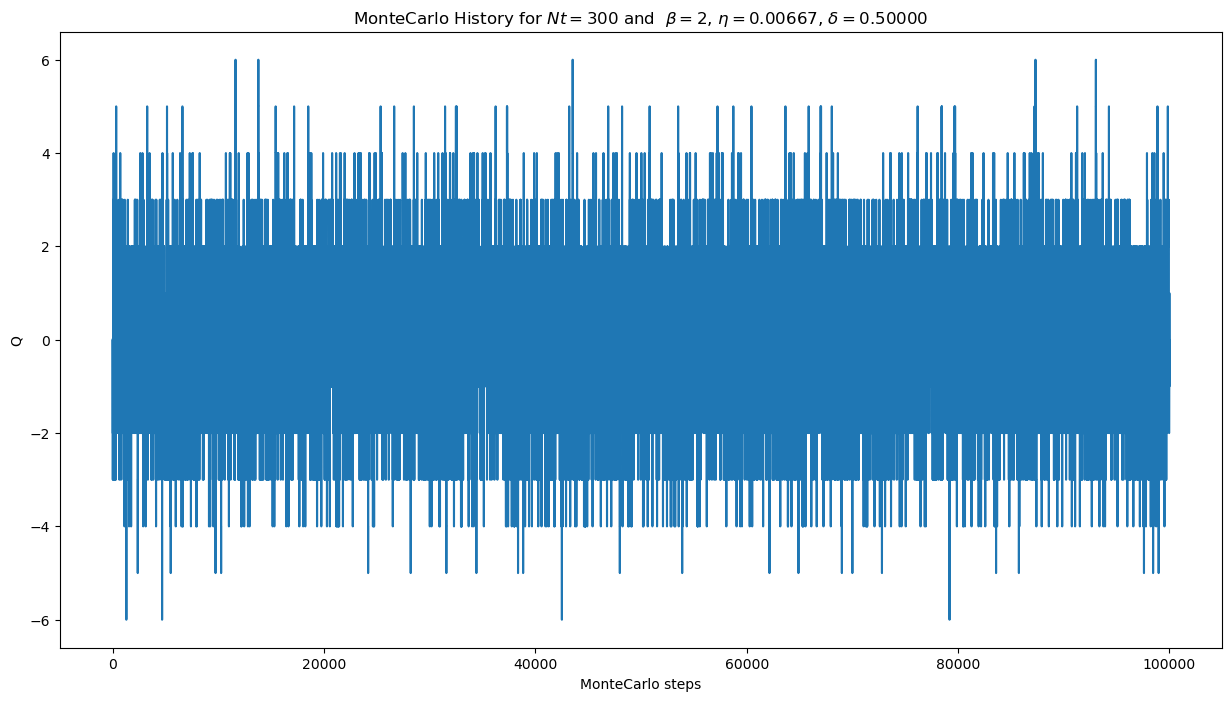 MonteCarlo History for Nt = 300 and β = 2, η = 0.00667, δ = 0.50000
6
4
2
0
−2
−4
−6
Q
0 20000 40000 60000 80000 100000
MonteCarlo steps